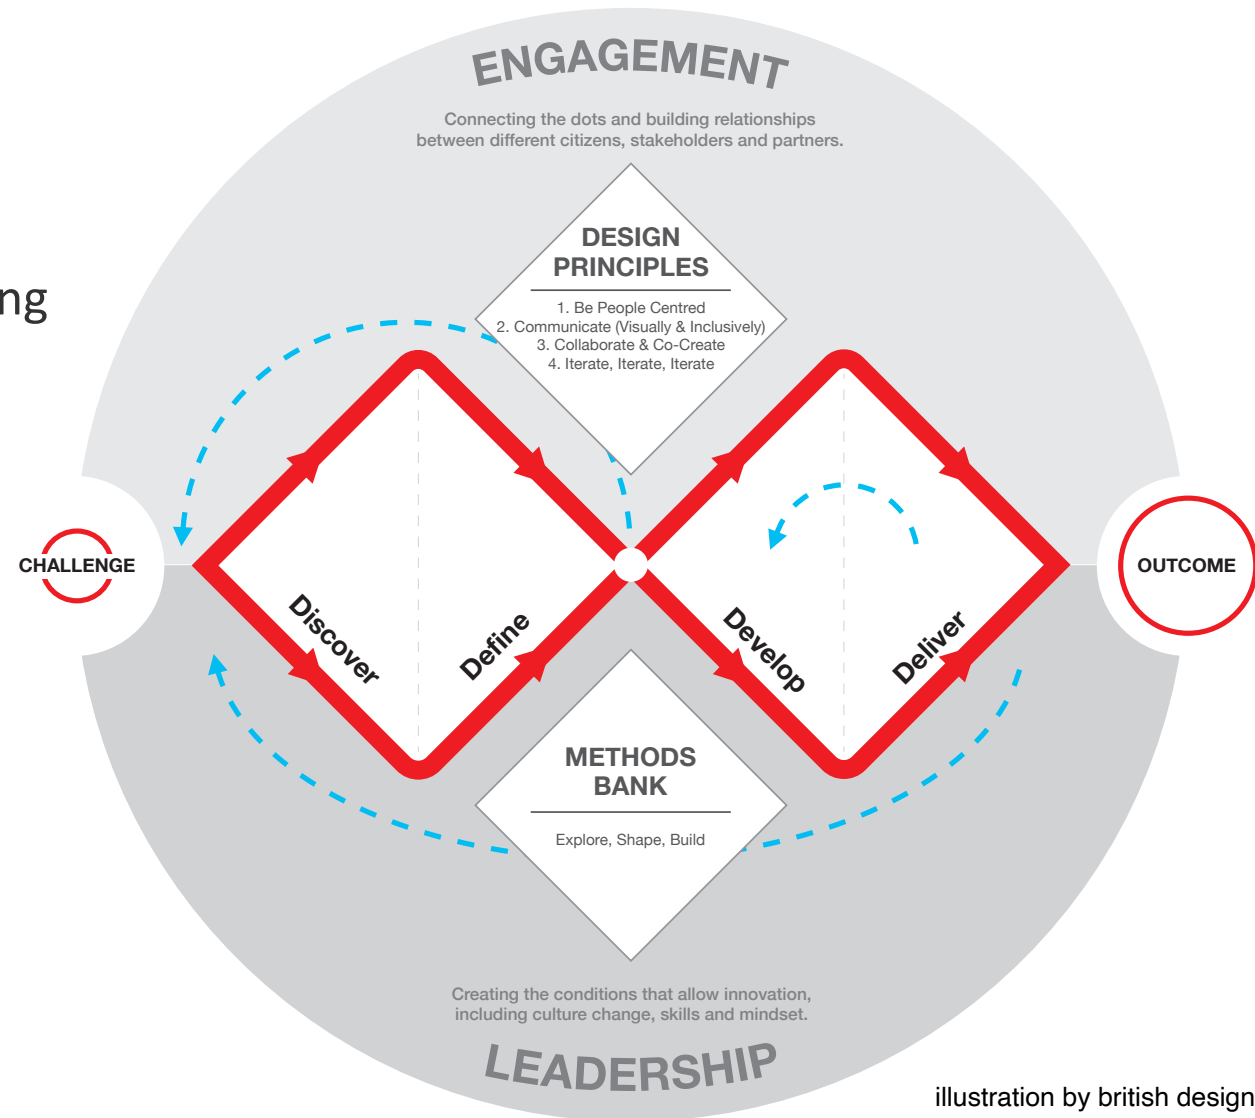 ENGAGEMENT
Connecting the dots and building relationships
between different citizens, stakeholders and partners.
DESIGN
PRINCIPLES
1. Be People Centred
2. Communicate (Visually & Inclusively)
3. Collaborate & Co-Create
4. Iterate, Iterate, Iterate
ng
CHALLENGE
OUTCOME
Discover
Define
Develop
Deliver
METHODS
BANK
Explore, Shape, Build
Creating the conditions that allow innovation,
including culture change, skills and mindset.
LEADERSHIP
illustration by british design